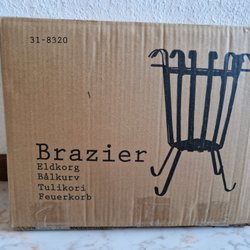 31-8320
Brazier
Eldkorg
Bålkurv
Tulikori
Feuerkorb